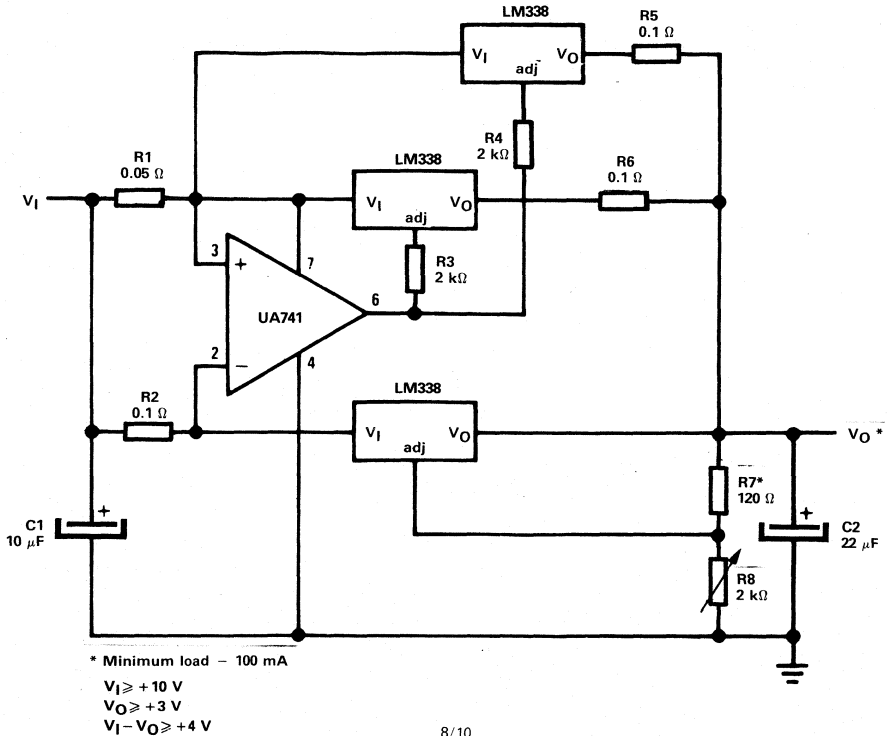 LM338
R5
0.1 Ω
VI
VO
adj
R4
2 kΩ
R1
0.05 Ω
LM338
R6
0.1 Ω
VI
VI
VO
adj
3
+
7
R3
2 kΩ
6
UA741
2
−
4
LM338
R2
0.1 Ω
VI
VO
adj
VO *
R7*
120 Ω
C1
10 µF
+
+
C2
22 µF
R8
2 kΩ
* Minimum load − 100 mA
VI ⩾ +10 V
VO ⩾ +3 V
VI − VO ⩾ +4 V
8/10